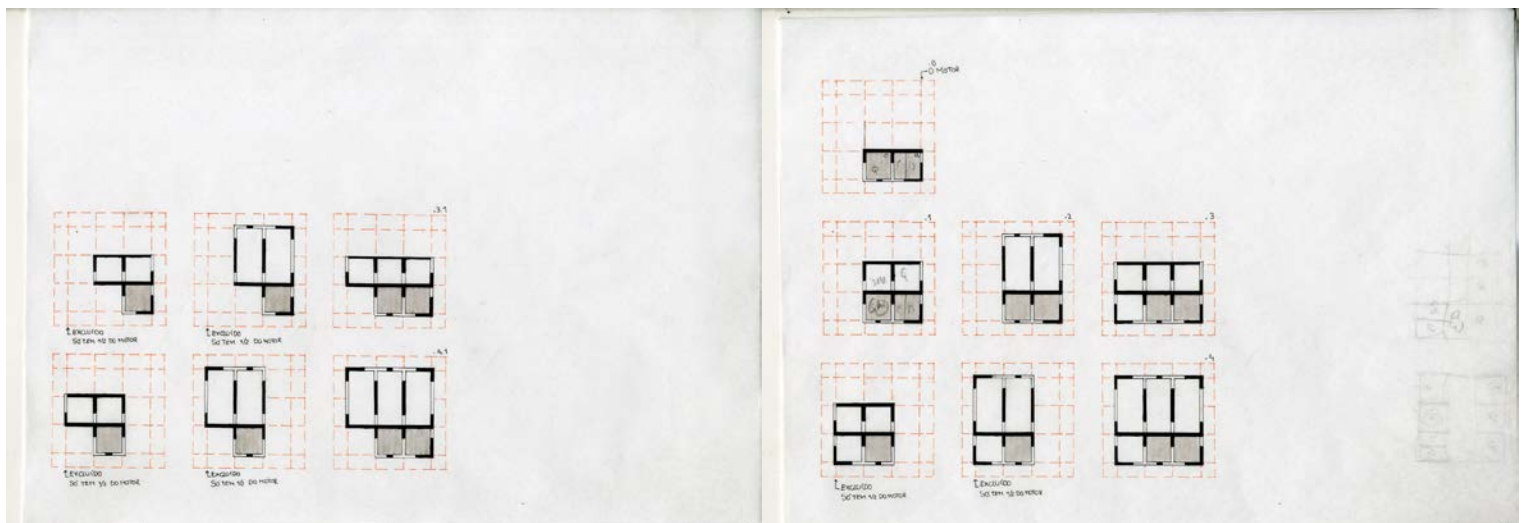 .3.1
EXCLUÍDO
SÓ TEM 1/2 DO MOTOR
EXCLUÍDO
SÓ TEM 1/2 DO MOTOR
.4.1
EXCLUÍDO
SÓ TEM 1/2 DO MOTOR
EXCLUÍDO
SÓ TEM 1/2 DO MOTOR
.0
O MOTOR
.1
.2
.3
.4
EXCLUÍDO
SÓ TEM 1/2 DO MOTOR
EXCLUÍDO
SÓ TEM 1/2 DO MOTOR